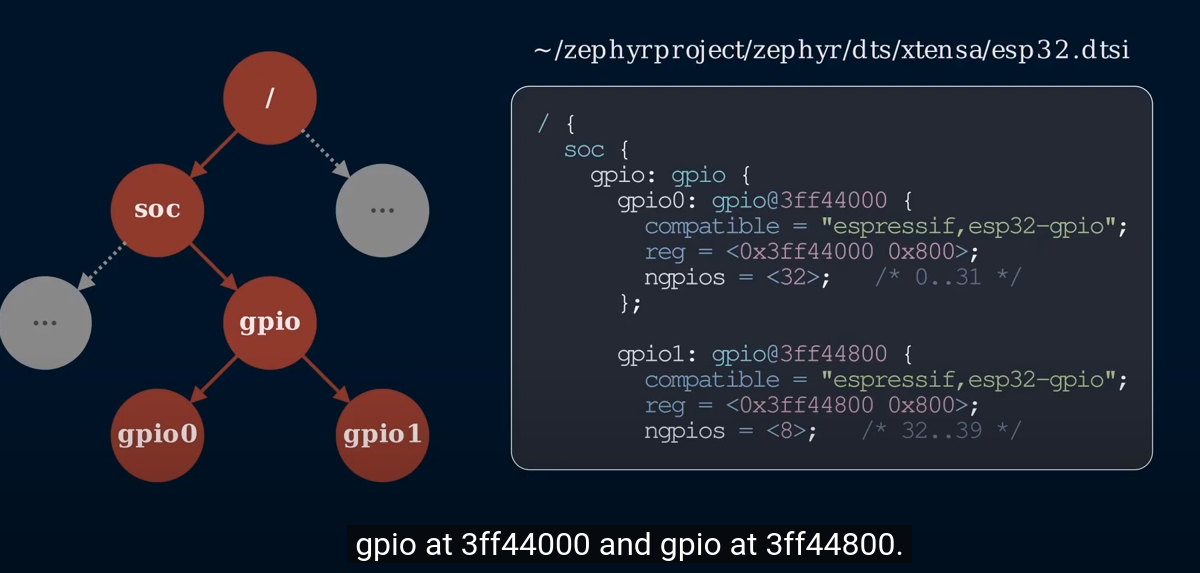 ~/zephyrproject/zephyr/dts/xtensa/esp32.dtsi
/
soc
...
...
gpio
gpio0
gpio1
/ {
soc {
gpio: gpio {
gpio0: gpio@3ff44000 {
compatible = "espressif,esp32-gpio";
reg = <0x3ff44000 0x800>;
ngpios = <32>; /* 0..31 */
};
gpio1: gpio@3ff44800 {
compatible = "espressif,esp32-gpio";
reg = <0x3ff44800 0x800>;
ngpios = <8>; /* 32..39 */
gpio at 3ff44000 and gpio at 3ff44800.